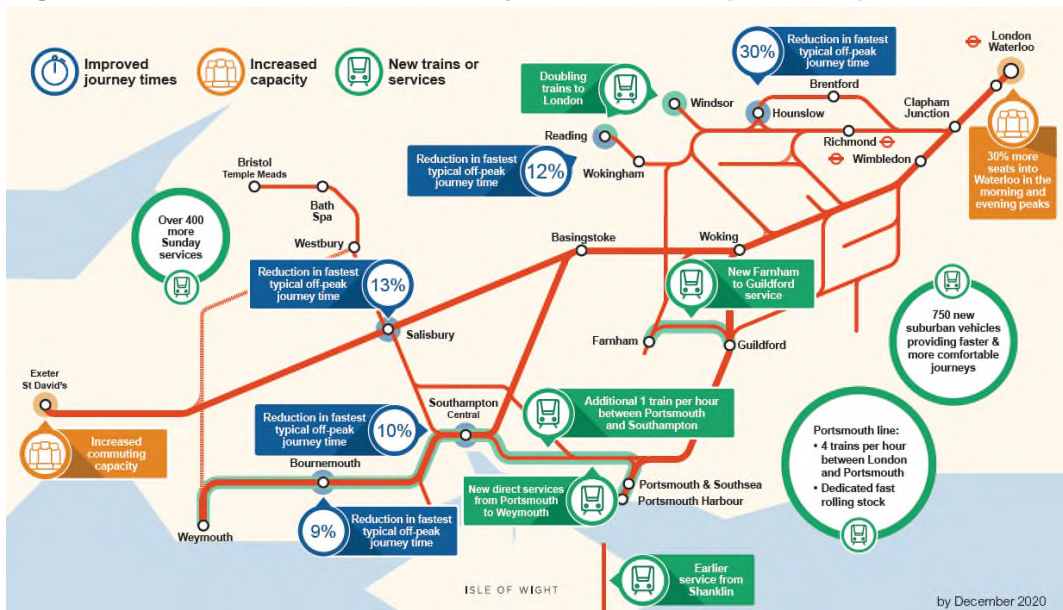 Improved
journey times
Increased
capacity
New trains or
services
30%
Reduction in fastest
typical off-peak
journey time
London
Waterloo
Doubling
trains to
London
Windsor
Brentford
Hounslow
Clapham
Junction
Reading
Richmond
Wimbledon
Reduction in fastest
typical off-peak
journey time
12%
Wokingham
30% more
seats into
Waterloo in the
morning and
evening peaks
Bristol
Temple Meads
Bath
Spa
Westbury
Over 400
more
Sunday
services
Basingstoke
Woking
Reduction in fastest
typical off-peak
journey time
13%
Salisbury
New Farnham
to Guildford
service
Farnham
Guildford
750 new
suburban vehicles
providing faster &
more comfortable
journeys
Exeter
St David's
Increased
commuting
capacity
Southampton
Central
Additional 1 train per hour
between Portsmouth
and Southampton
Reduction in fastest
typical off-peak
journey time
10%
Bournemouth
Portsmouth line:
• 4 trains per hour
between London
and Portsmouth
• Dedicated fast
rolling stock
New direct services
from Portsmouth
to Weymouth
Portsmouth & Southsea
Portsmouth Harbour
Weymouth
9%
Reduction in fastest
typical off-peak
journey time
ISLE OF WIGHT
Earlier
service from
Shanklin
by December 2020